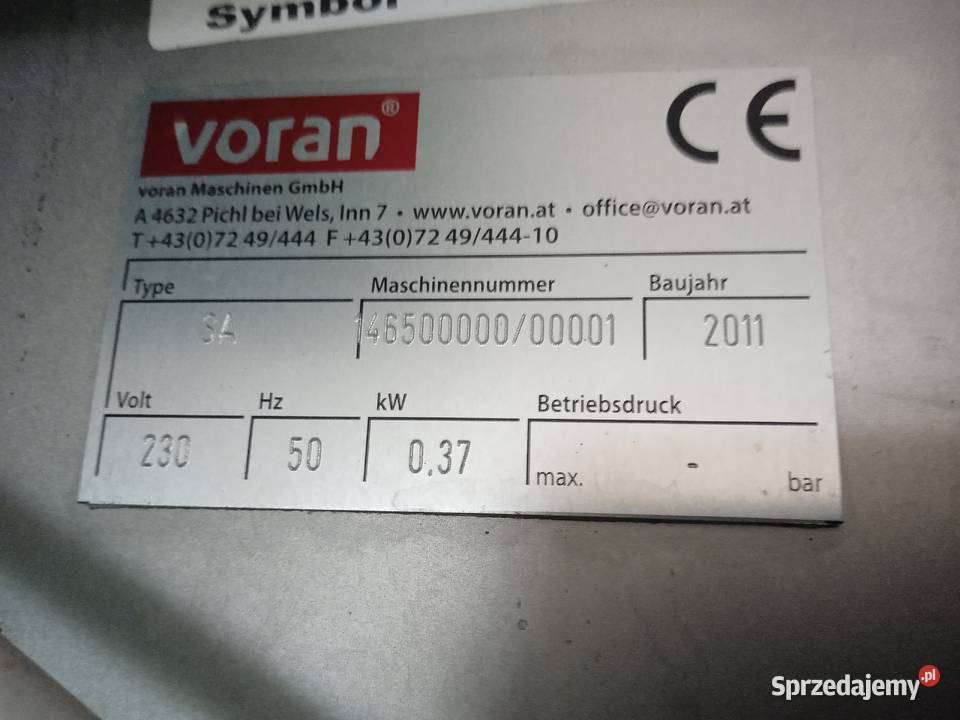 Symbol
voran®
CE
voran Maschinen GmbH
A 4632 Pichl bei Wels, Inn 7 • www.voran.at • office@voran.at
T +43(0)72 49/444 F +43(0)72 49/444-10
Type Maschinennummer Baujahr
SA 146500000/00001 2011
Volt Hz kW Betriebsdruck
230 50 0.37 max. - bar
Sprzedajemy.pl